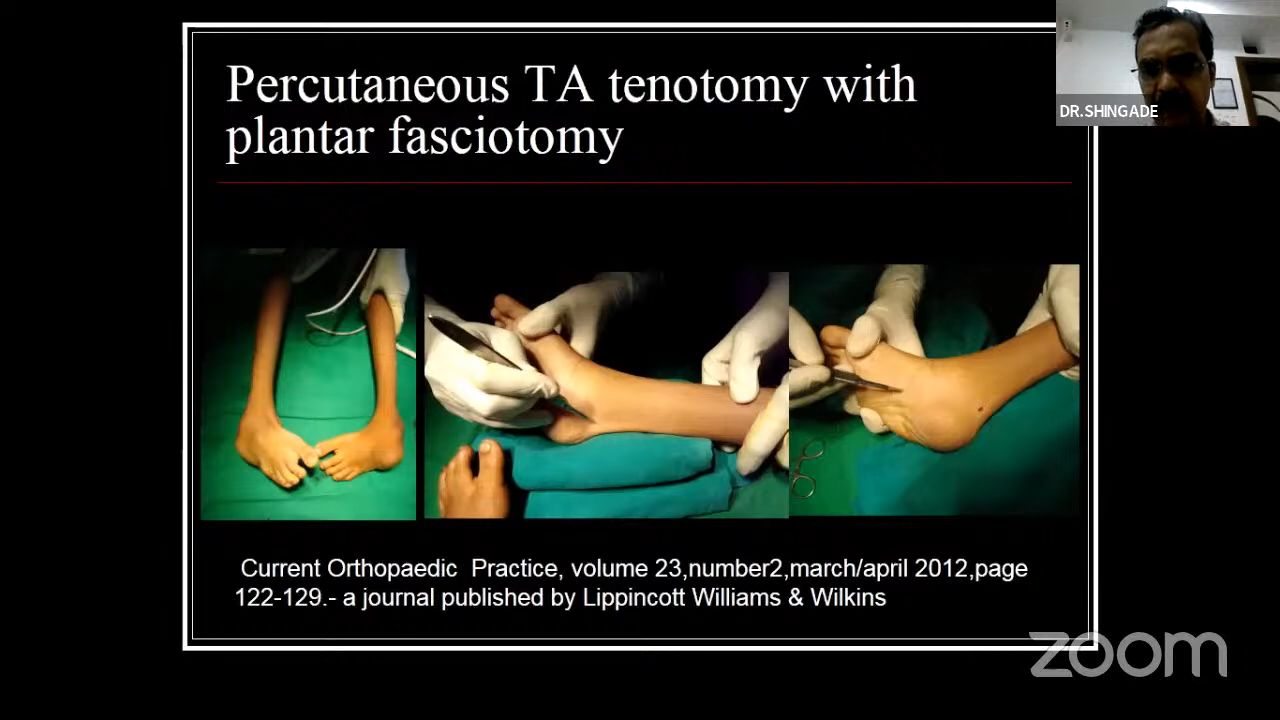 Percutaneous TA tenotomy with
plantar fasciotomy
DR.SHINGADE
Current Orthopaedic Practice, volume 23,number2,march/april 2012,page
122-129.- a journal published by Lippincott Williams & Wilkins
zoom